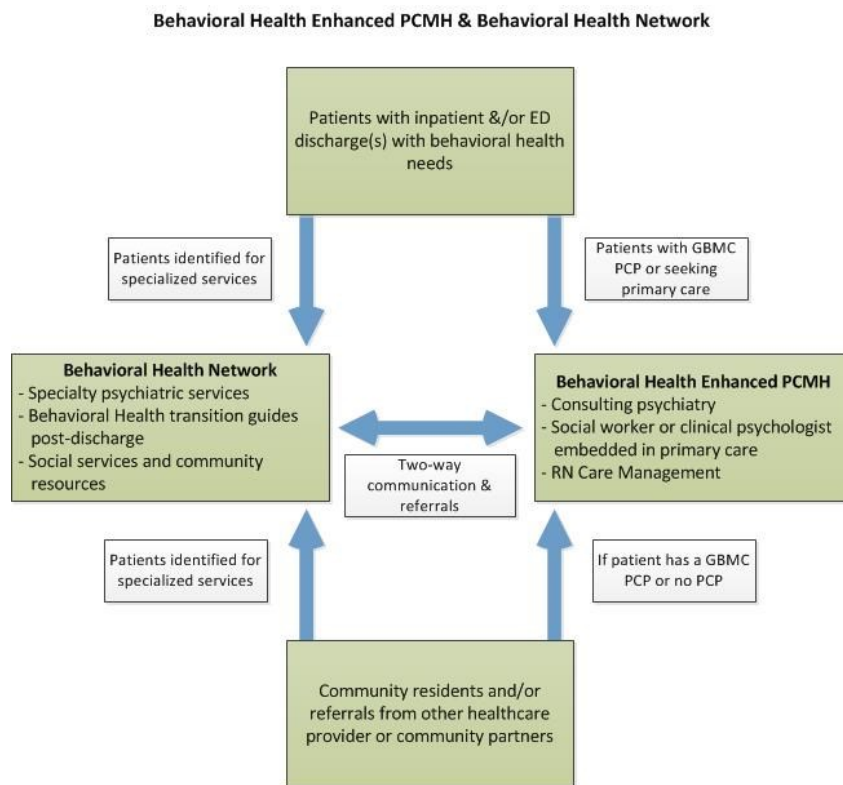 Behavioral Health Enhanced PCMH & Behavioral Health Network
Patients with inpatient &/or ED
discharge(s) with behavioral health
needs
Patients identified for
specialized services
Patients with GBMC
PCP or seeking
primary care
Behavioral Health Network
- Specialty psychiatric services
- Behavioral Health transition guides
post-discharge
- Social services and community
resources
Two-way
communication &
referrals
Behavioral Health Enhanced PCMH
- Consulting psychiatry
- Social worker or clinical psychologist
embedded in primary care
- RN Care Management
Patients identified for
specialized services
If patient has a GBMC
PCP or no PCP
Community residents and/or
referrals from other healthcare
provider or community partners